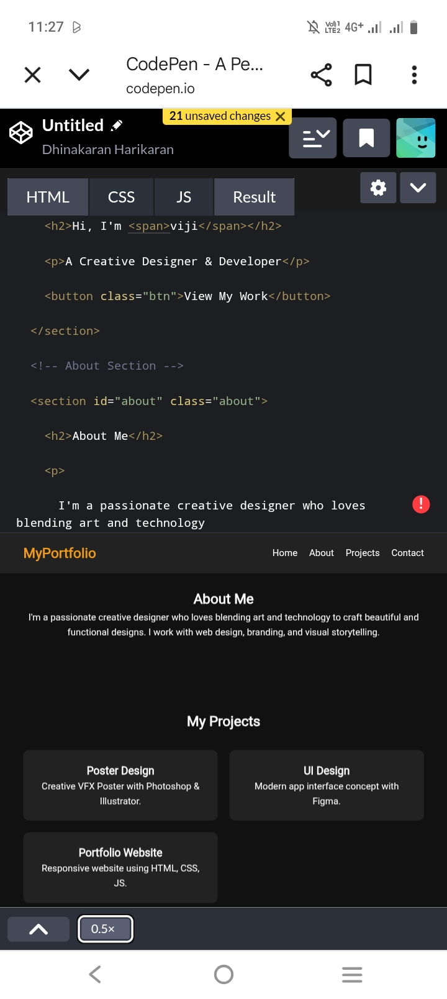 11:27
Vo) 1 LTE2 4G+
CodePen - A Pe...
codepen.io
21 unsaved changes
Untitled
Dhinakaran Harikaran
HTML CSS JS Result
<h2>Hi, I'm <span>viji</span></h2>
<p>A Creative Designer & Developer</p>
<button class="btn">View My Work</button>
</section>
<!-- About Section -->
<section id="about" class="about">
<h2>About Me</h2>
<p>
I'm a passionate creative designer who loves
blending art and technology
MyPortfolio Home About Projects Contact
About Me
I'm a passionate creative designer who loves blending art and technology to craft beautiful and
functional designs. I work with web design, branding, and visual storytelling.
My Projects
Poster Design
Creative VFX Poster with Photoshop &
Illustrator.
UI Design
Modern app interface concept with
Figma.
Portfolio Website
Responsive website using HTML, CSS,
JS.
0.5×